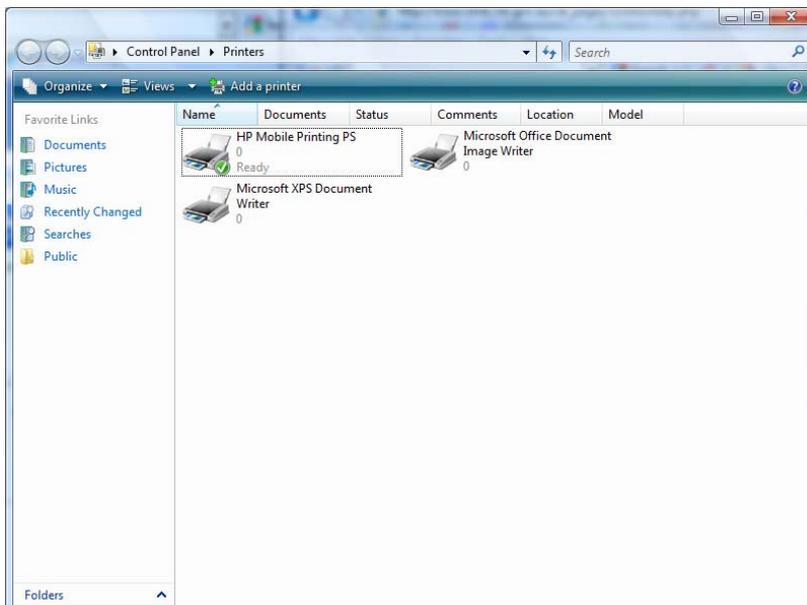 Control Panel Printers
Search
Organize Views Add a printer
Favorite Links
Documents
Pictures
Music
Recently Changed
Searches
Public
Folders
Name Documents Status Comments Location Model
HP Mobile Printing PS
0
Ready
Microsoft Office Document
Image Writer
0
Microsoft XPS Document
Writer
0